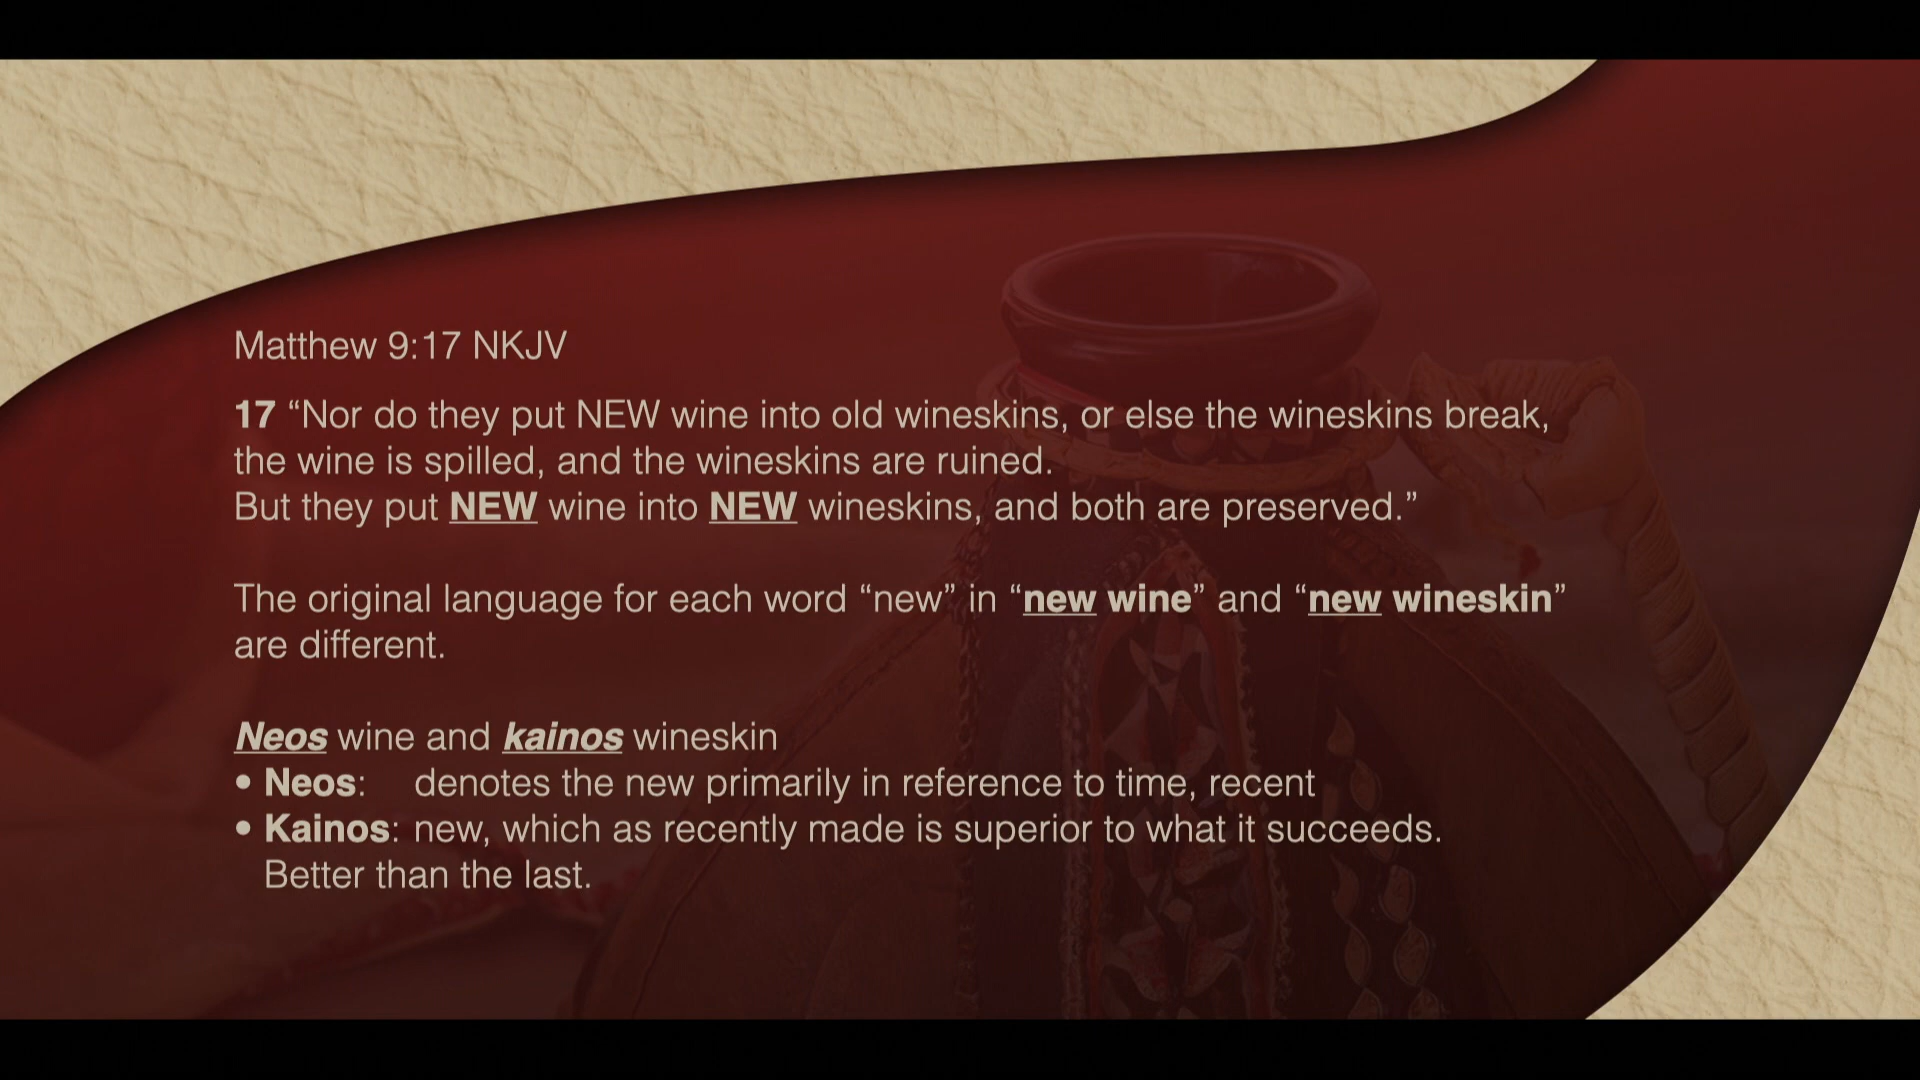 Matthew 9:17 NKJV
17 “Nor do they put NEW wine into old wineskins, or else the wineskins break,
the wine is spilled, and the wineskins are ruined.
But they put NEW wine into NEW wineskins, and both are preserved.”
The original language for each word “new” in “new wine” and “new wineskin”
are different.
Neos wine and kainos wineskin
• Neos: denotes the new primarily in reference to time, recent
• Kainos: new, which as recently made is superior to what it succeeds.
Better than the last.